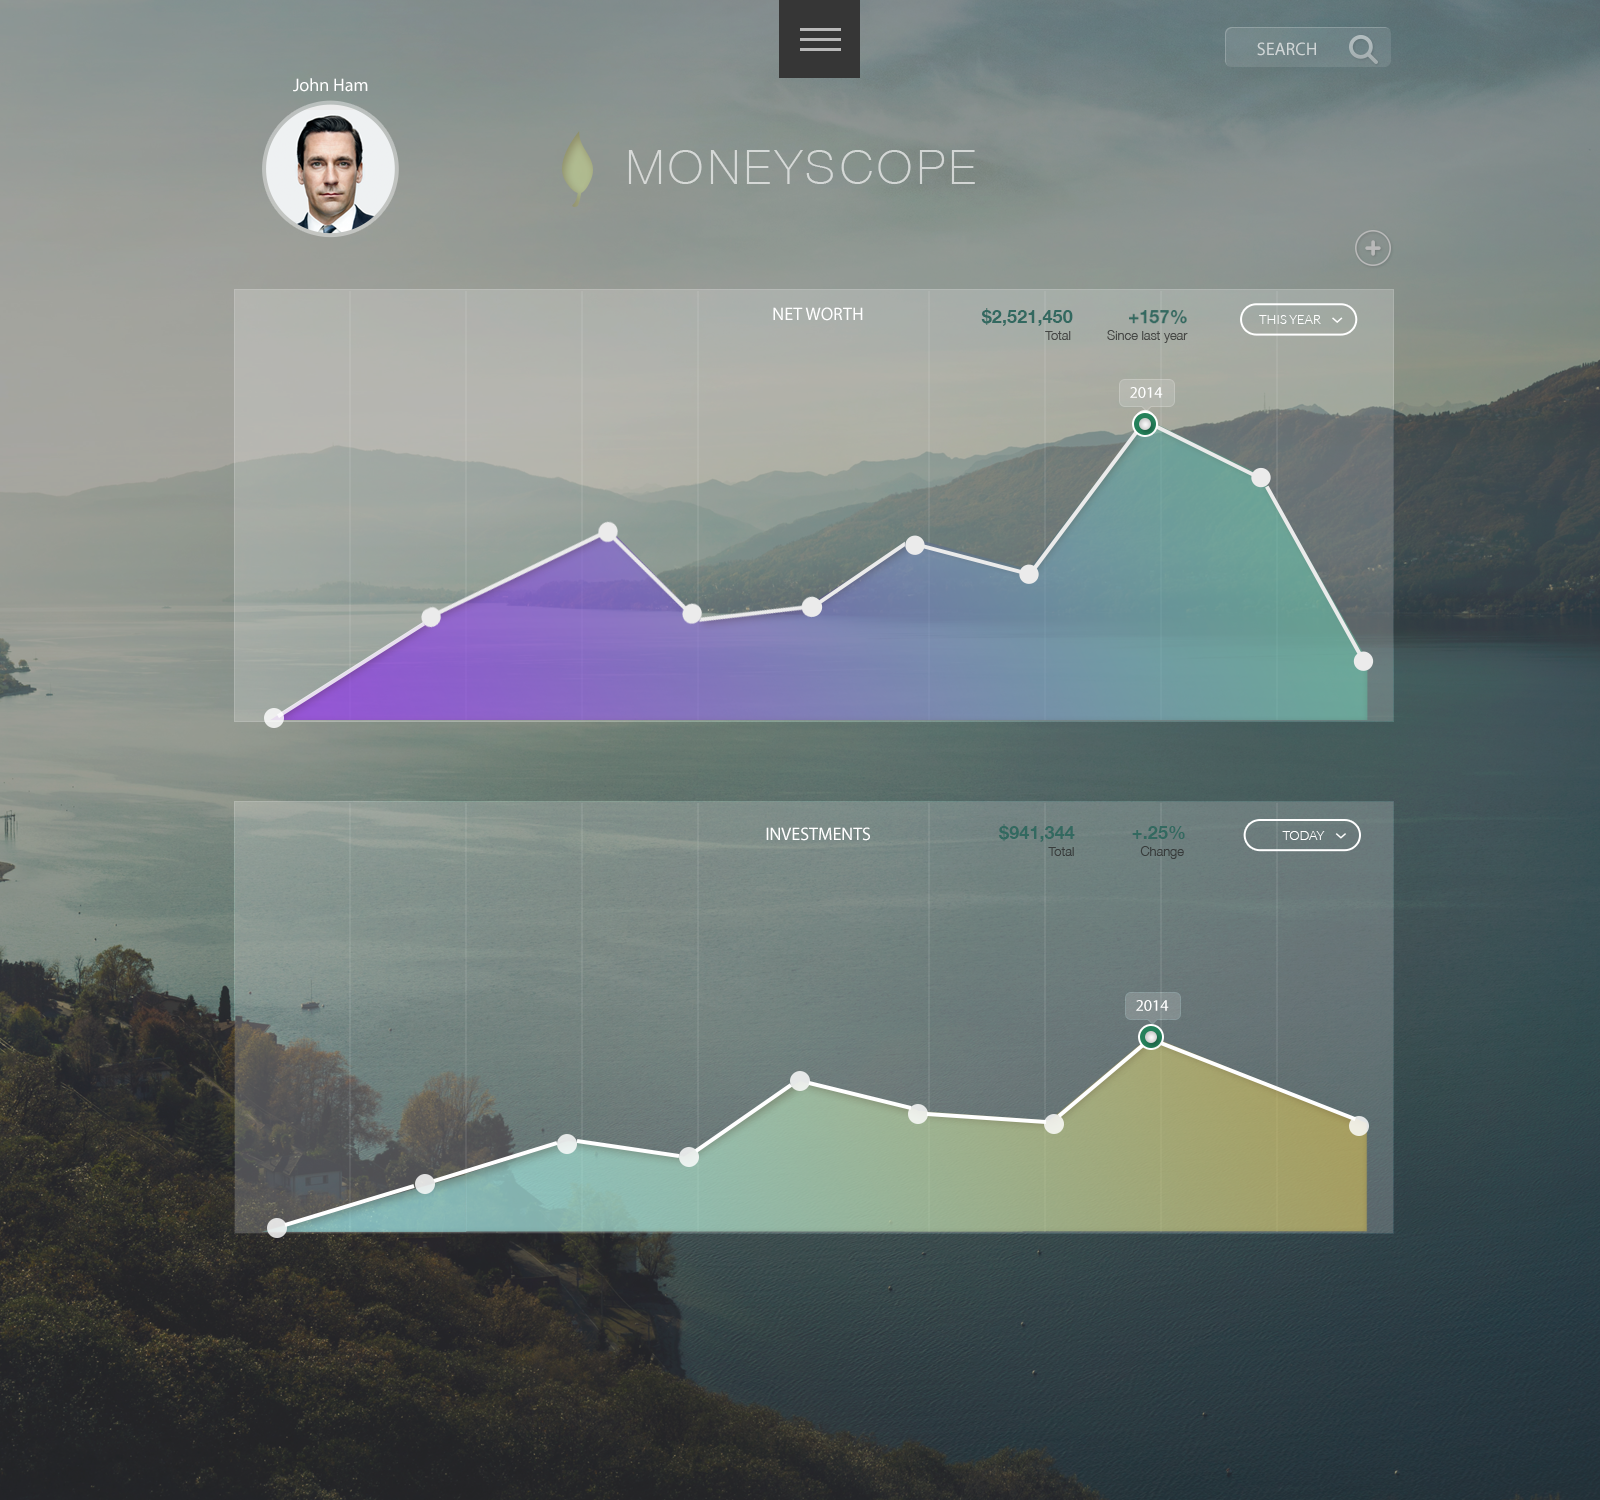 SEARCH
John Ham
MONEYSCOPE
NET WORTH
$2,521,450
Total
+157%
Since last year
THIS YEAR
2014
INVESTMENTS
$941,344
Total
+.25%
Change
TODAY
2014